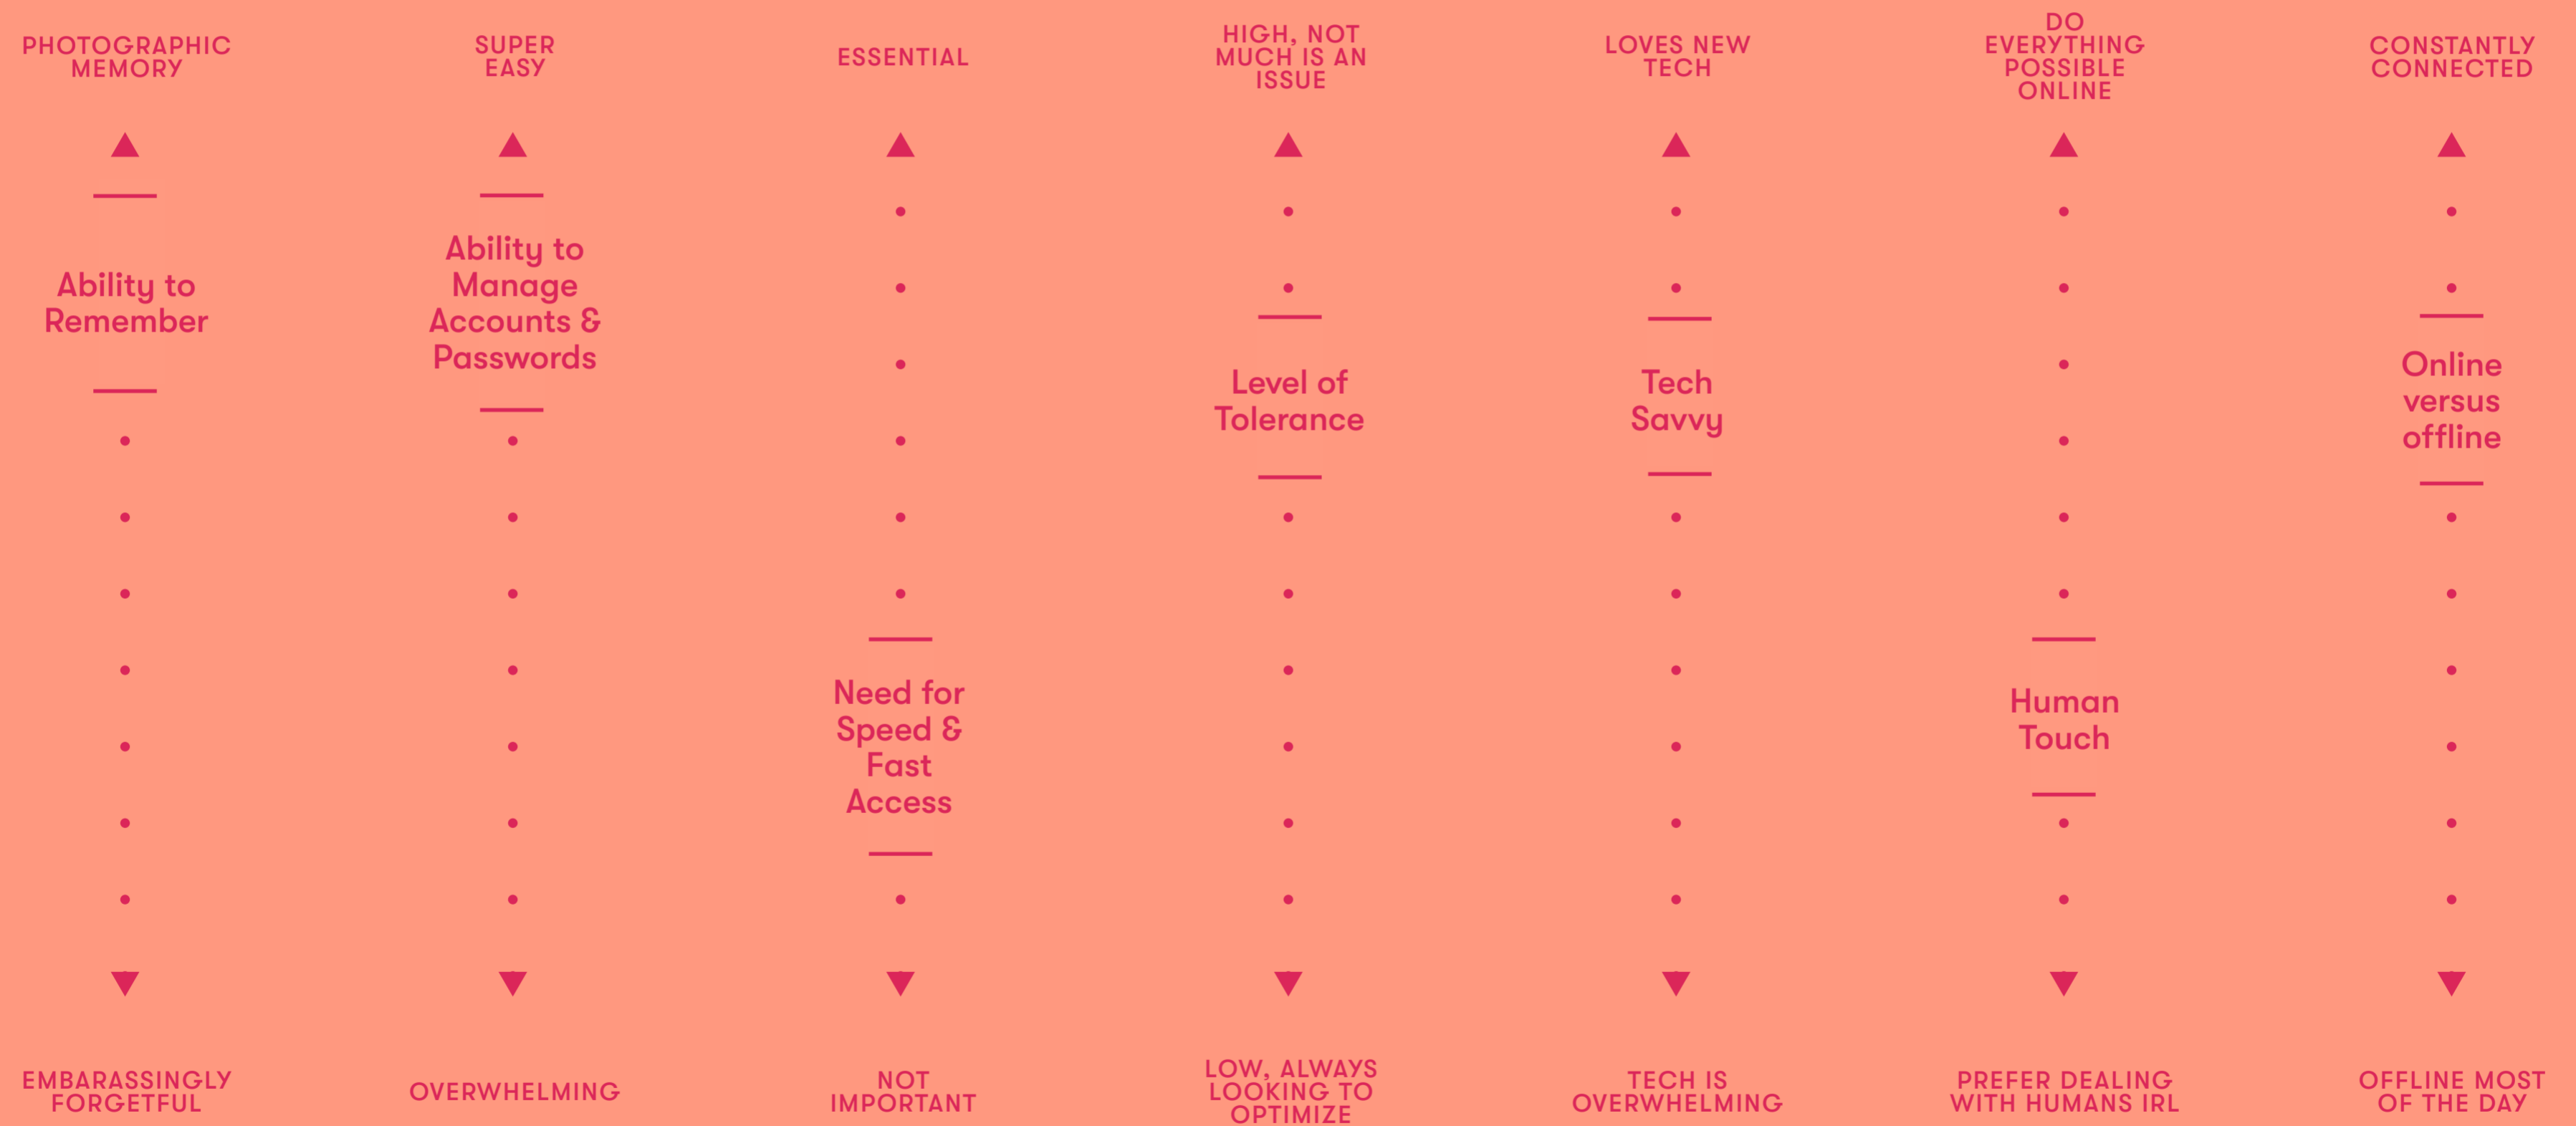 PHOTOGRAPHIC
MEMORY
Ability to
Remember
EMBARASSINGLY
FORGETFUL
SUPER
EASY
Ability to
Manage
Accounts &
Passwords
OVERWHELMING
ESSENTIAL
Need for
Speed &
Fast
Access
NOT
IMPORTANT
HIGH, NOT
MUCH IS AN
ISSUE
Level of
Tolerance
LOW, ALWAYS
LOOKING TO
OPTIMIZE
LOVES NEW
TECH
Tech
Savvy
TECH IS
OVERWHELMING
DO
EVERYTHING
POSSIBLE
ONLINE
Human
Touch
PREFER DEALING
WITH HUMANS IRL
CONSTANTLY
CONNECTED
Online
versus
offline
OFFLINE MOST
OF THE DAY